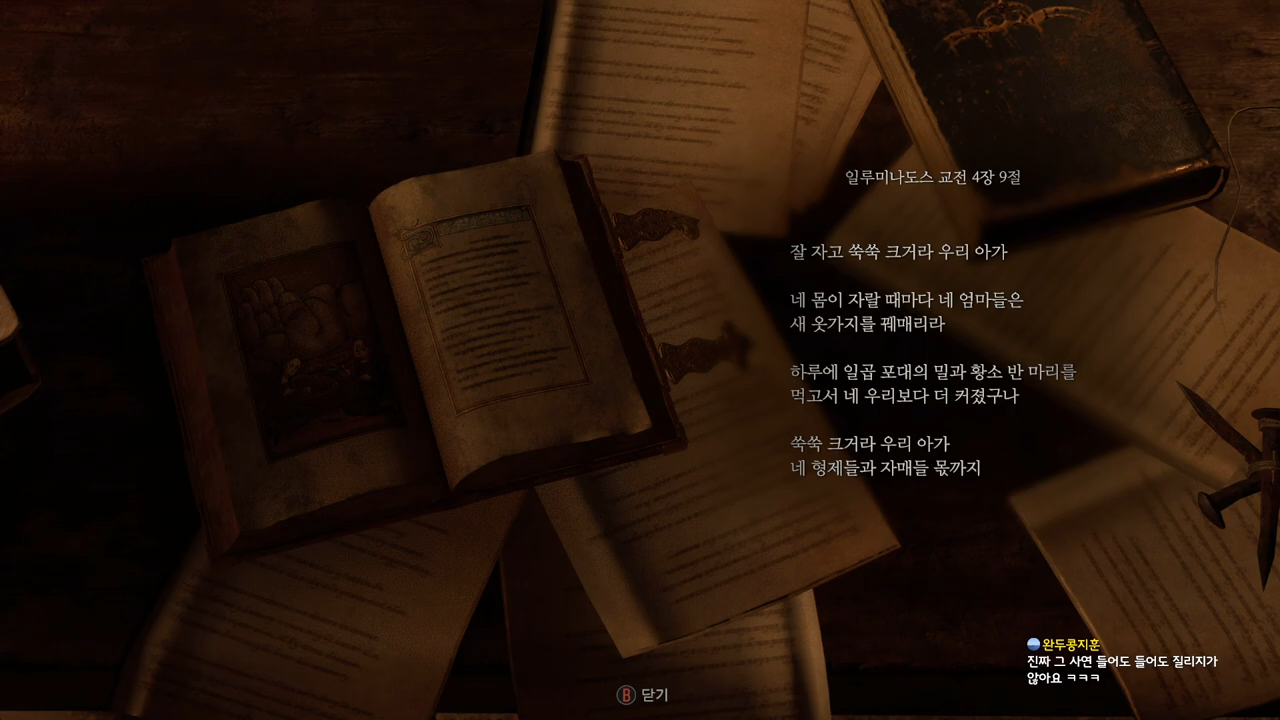 일루미나도스 교전 4장 9절
잘 자고 쑥쑥 크거라 우리 아가
네 몸이 자랄 때마다 네 엄마들은
새 옷가지를 꿰매리라
하루에 일곱 포대의 밀과 황소 반 마리를
먹고서 네 우리보다 더 커졌구나
쑥쑥 크거라 우리 아가
네 형제들과 자매들 몫까지
완두콩지훈
진짜 그 사연 들어도 들어도 질리지가
않아요 ㅋㅋㅋ
B 닫기